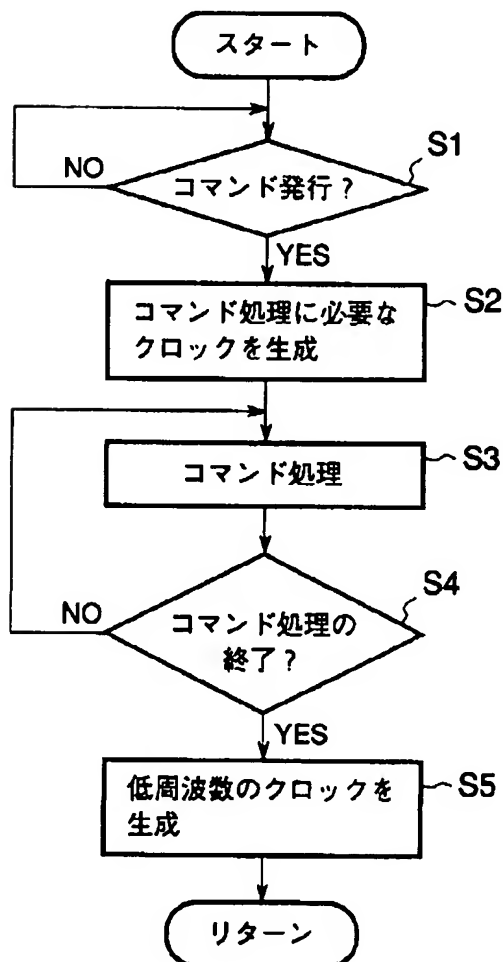 スタート
コマンド発行？
S1
NO
YES
コマンド処理に必要な
クロックを生成
S2
コマンド処理
S3
コマンド処理の
終了？
S4
NO
YES
低周波数のクロックを
生成
S5
リターン